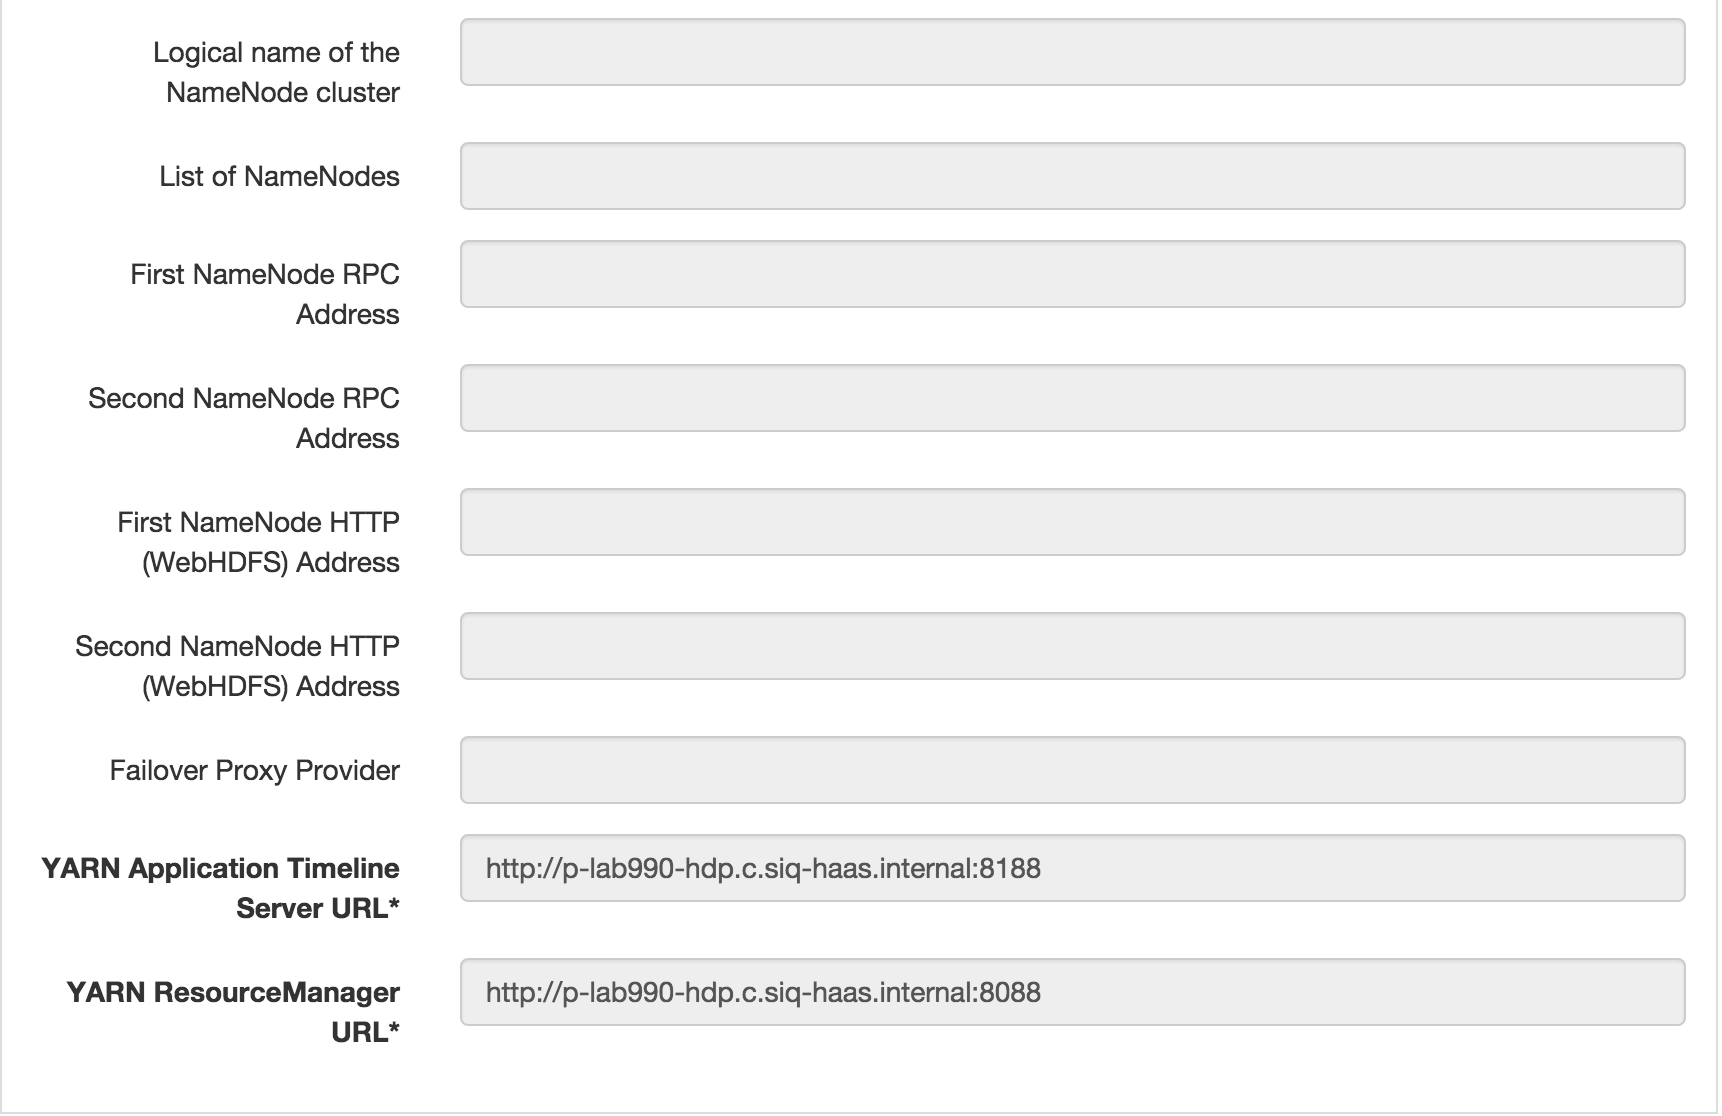 Logical name of the
NameNode cluster
List of NameNodes
First NameNode RPC
Address
Second NameNode RPC
Address
First NameNode HTTP
(WebHDFS) Address
Second NameNode HTTP
(WebHDFS) Address
Failover Proxy Provider
YARN Application Timeline
Server URL*
http://p-lab990-hdp.c.siq-haas.internal:8188
YARN ResourceManager
URL*
http://p-lab990-hdp.c.siq-haas.internal:8088